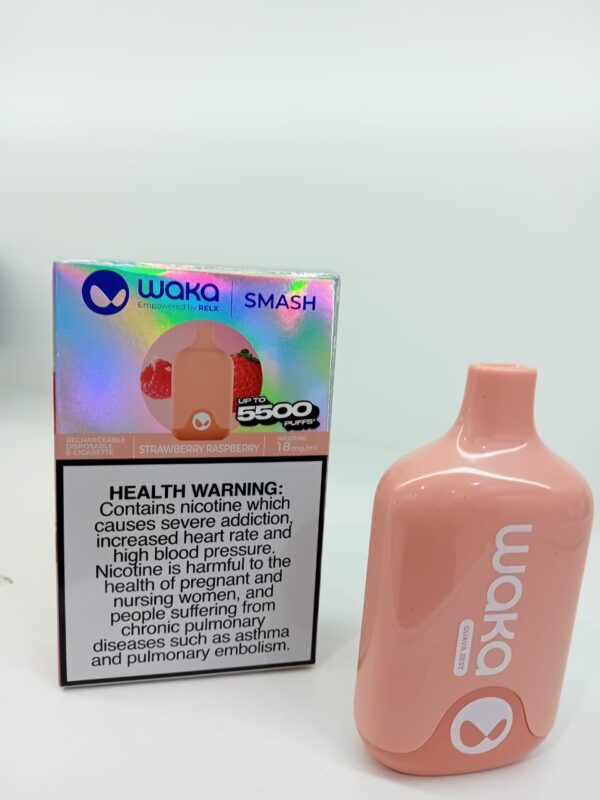 waka
Empowered by RELX
SMASH
UP TO
5500
PUFFS*
RECHARGEABLE
DISPOSABLE
E-CIGARETTE
STRAWBERRY RASPBERRY
NICOTINE
18mg/ml
HEALTH WARNING:
Contains nicotine which
causes severe addiction,
increased heart rate and
high blood pressure.
Nicotine is harmful to the
health of pregnant and
nursing women, and
people suffering from
chronic pulmonary
diseases such as asthma
and pulmonary embolism.
waka
GUAVA ZEST